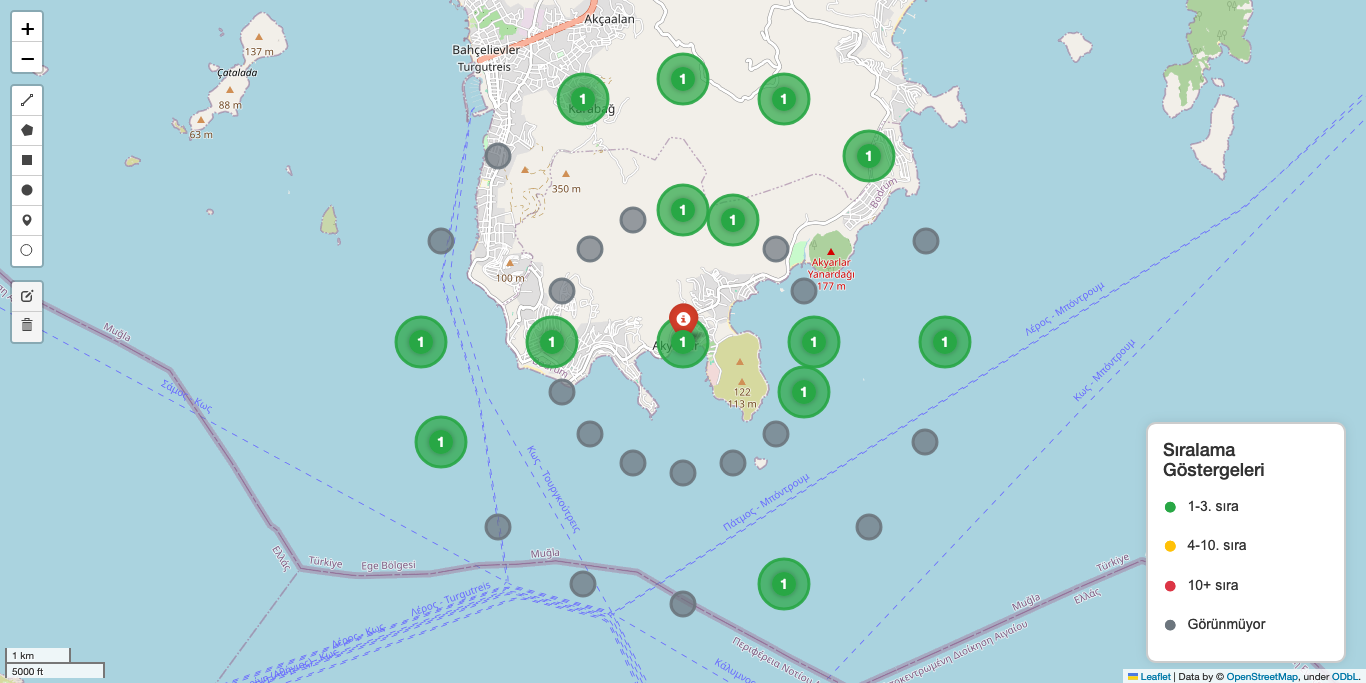 +
−
137 m
Çatalada
88 m
63 m
Akçaalan
Bahçelievler
Turgutreis
1
1
1
Karabağ
1
350 m
Bodrum
1
1
100 m
Akyarlar
Yanardağı
177 m
Λέρος - Μπόντρουμ
Muğla
1
1
1
1
1
Κως - Μπόντρουμ
Σάμος - Κως
Bodrum
122
113 m
1
1
Κως - Τουργκούτρεις
Πάτμος - Μπόντρουμ
Ελλάς
Türkiye
Ege Bölgesi
Muğla
1
Λέρος - Turgutreis
Λέρος - Κως
Türkiye
Muğla
Ελλάς
Περιφέρεια Νοτίου
Κάλυμνος
Διοίκηση Αιγαίου
Sıralama
Göstergeleri
1-3. sıra
4-10. sıra
10+ sıra
Görünmüyor
1 km
5000 ft
Leaflet | Data by © OpenStreetMap, under ODbL.